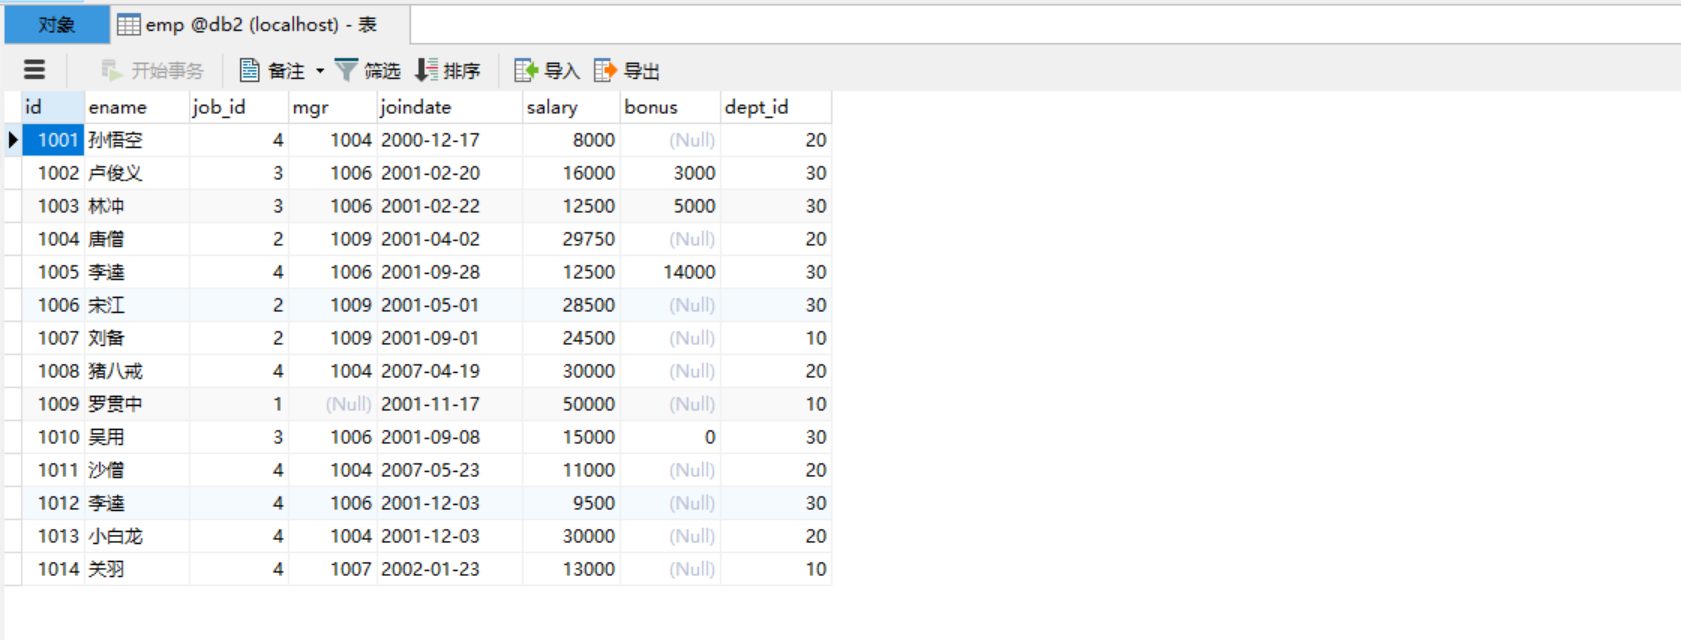 对象 emp @db2 (localhost) - 表
开始事务 备注 筛选 排序 导入 导出
id ename job_id mgr joindate salary bonus dept_id
1001 孙悟空 4 1004 2000-12-17 8000 (Null) 20
1002 卢俊义 3 1006 2001-02-20 16000 3000 30
1003 林冲 3 1006 2001-02-22 12500 5000 30
1004 唐僧 2 1009 2001-04-02 29750 (Null) 20
1005 李逵 4 1006 2001-09-28 12500 14000 30
1006 宋江 2 1009 2001-05-01 28500 (Null) 30
1007 刘备 2 1009 2001-09-01 24500 (Null) 10
1008 猪八戒 4 1004 2007-04-19 30000 (Null) 20
1009 罗贯中 1 (Null) 2001-11-17 50000 (Null) 10
1010 吴用 3 1006 2001-09-08 15000 0 30
1011 沙僧 4 1004 2007-05-23 11000 (Null) 20
1012 李逵 4 1006 2001-12-03 9500 (Null) 30
1013 小白龙 4 1004 2001-12-03 30000 (Null) 20
1014 关羽 4 1007 2002-01-23 13000 (Null) 10